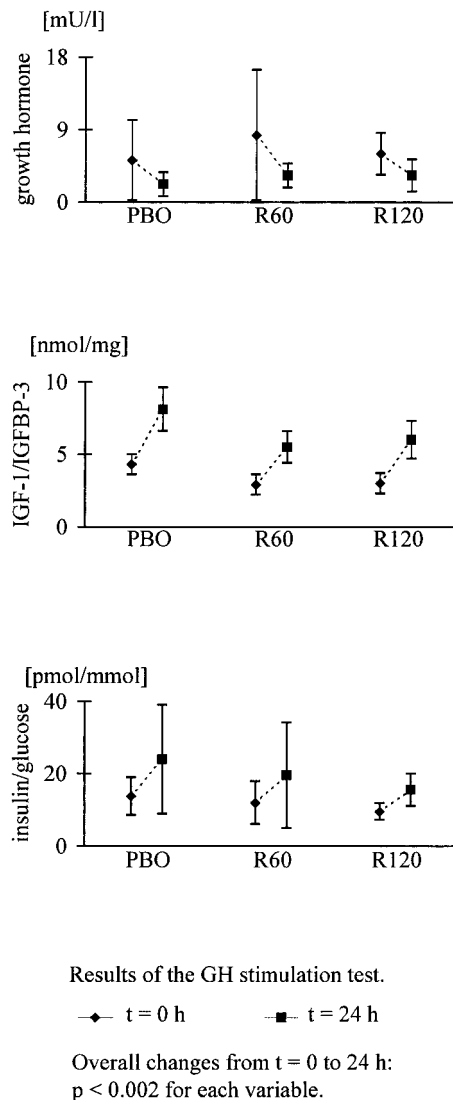 [mU/l]
growth hormone
18
9
0
PBO R60 R120
[nmol/mg]
IGF-1/IGFBP-3
10
5
0
PBO R60 R120
[pmol/mmol]
insulin/glucose
40
20
0
PBO R60 R120
Results of the GH stimulation test.
t = 0 h t = 24 h
Overall changes from t = 0 to 24 h:
p < 0.002 for each variable.